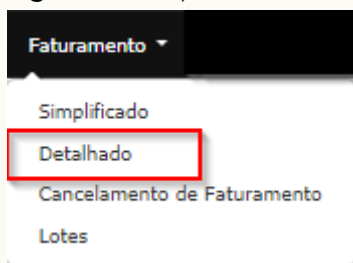 Faturamento
Simplificado
Detalhado
Cancelamento de Faturamento
Lotes